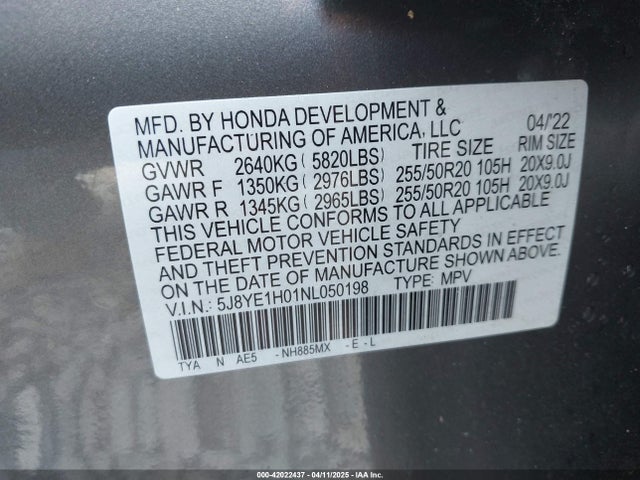 MFD. BY HONDA DEVELOPMENT & 04/'22
MANUFACTURING OF AMERICA, LLC
TIRE SIZE RIM SIZE
GVWR 2640KG ( 5820LBS)
GAWR F 1350KG ( 2976LBS) 255/50R20 105H 20X9.0J
GAWR R 1345KG ( 2965LBS) 255/50R20 105H 20X9.0J
THIS VEHICLE CONFORMS TO ALL APPLICABLE
FEDERAL MOTOR VEHICLE SAFETY
AND THEFT PREVENTION STANDARDS IN EFFECT
ON THE DATE OF MANUFACTURE SHOWN ABOVE.
V.I.N.: 5J8YE1H01NL050198 TYPE: MPV
TYA N AE5 -NH885MX -E-L
000-42022437 - 04/11/2025 - IAA Inc.